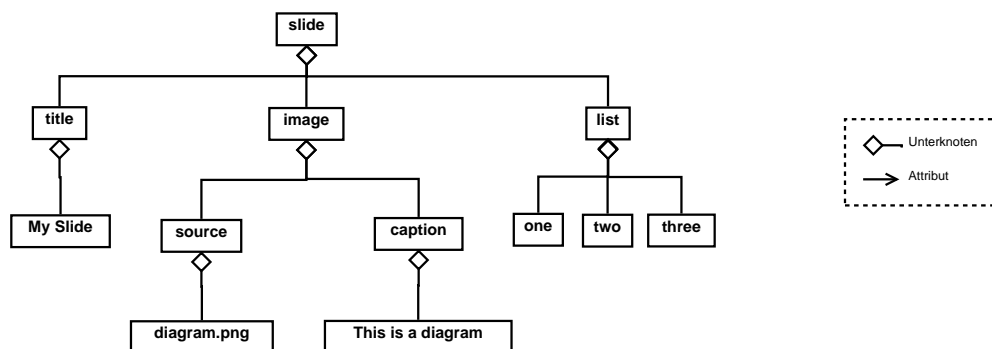 slide
title
image
list
Unterknoten
Attribut
My Slide
source
caption
one
two
three
diagram.png
This is a diagram